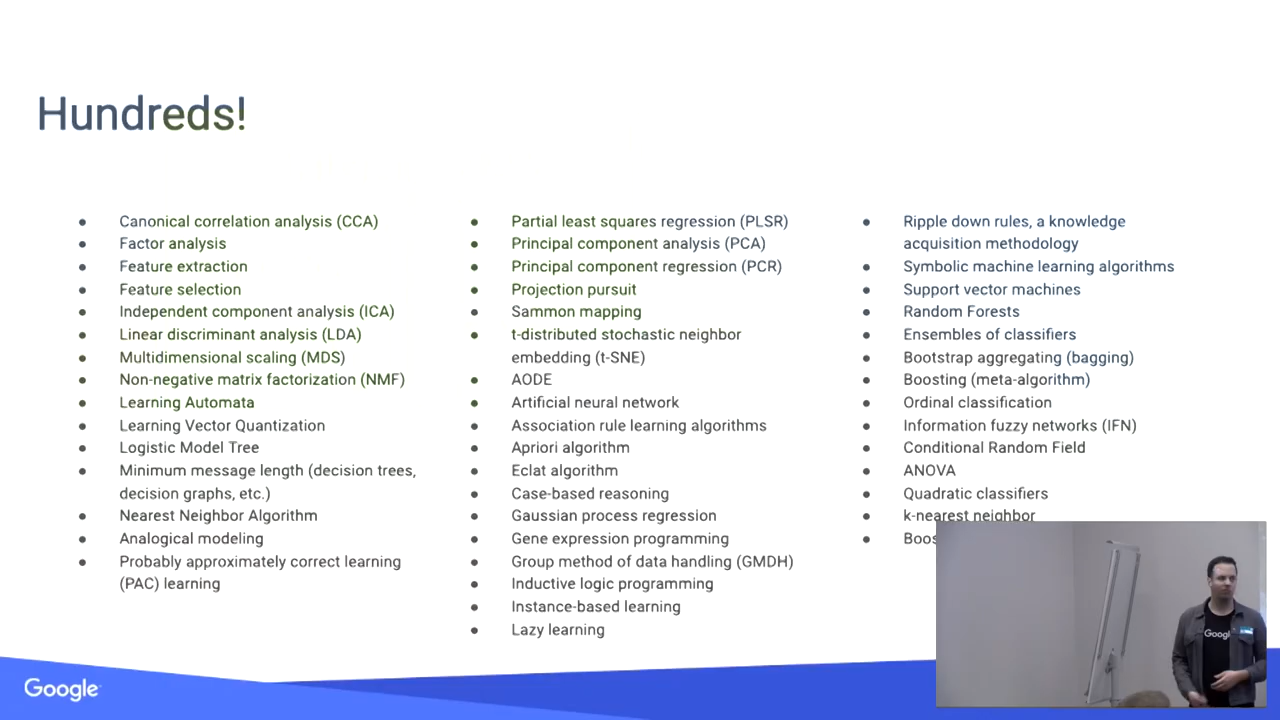 Hundreds!
Canonical correlation analysis (CCA)
Factor analysis
Feature extraction
Feature selection
Independent component analysis (ICA)
Linear discriminant analysis (LDA)
Multidimensional scaling (MDS)
Non-negative matrix factorization (NMF)
Learning Automata
Learning Vector Quantization
Logistic Model Tree
Minimum message length (decision trees,
decision graphs, etc.)
Nearest Neighbor Algorithm
Analogical modeling
Probably approximately correct learning
(PAC) learning
Partial least squares regression (PLSR)
Principal component analysis (PCA)
Principal component regression (PCR)
Projection pursuit
Sammon mapping
t-distributed stochastic neighbor
embedding (t-SNE)
AODE
Artificial neural network
Association rule learning algorithms
Apriori algorithm
Eclat algorithm
Case-based reasoning
Gaussian process regression
Gene expression programming
Group method of data handling (GMDH)
Inductive logic programming
Instance-based learning
Lazy learning
Ripple down rules, a knowledge
acquisition methodology
Symbolic machine learning algorithms
Support vector machines
Random Forests
Ensembles of classifiers
Bootstrap aggregating (bagging)
Boosting (meta-algorithm)
Ordinal classification
Information fuzzy networks (IFN)
Conditional Random Field
ANOVA
Quadratic classifiers
k-nearest neighbor
Google
Google